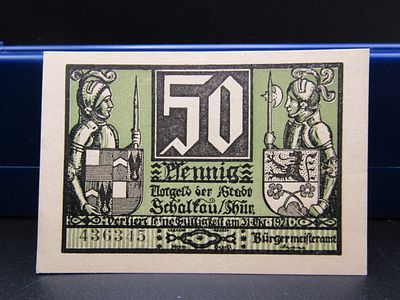 50
Pfennig
Notgeld der Stadt
Schalkau/Thür.
Verliert seine Gültigkeit am 31. Okt. 1921
436345
Bürgermeisteramt